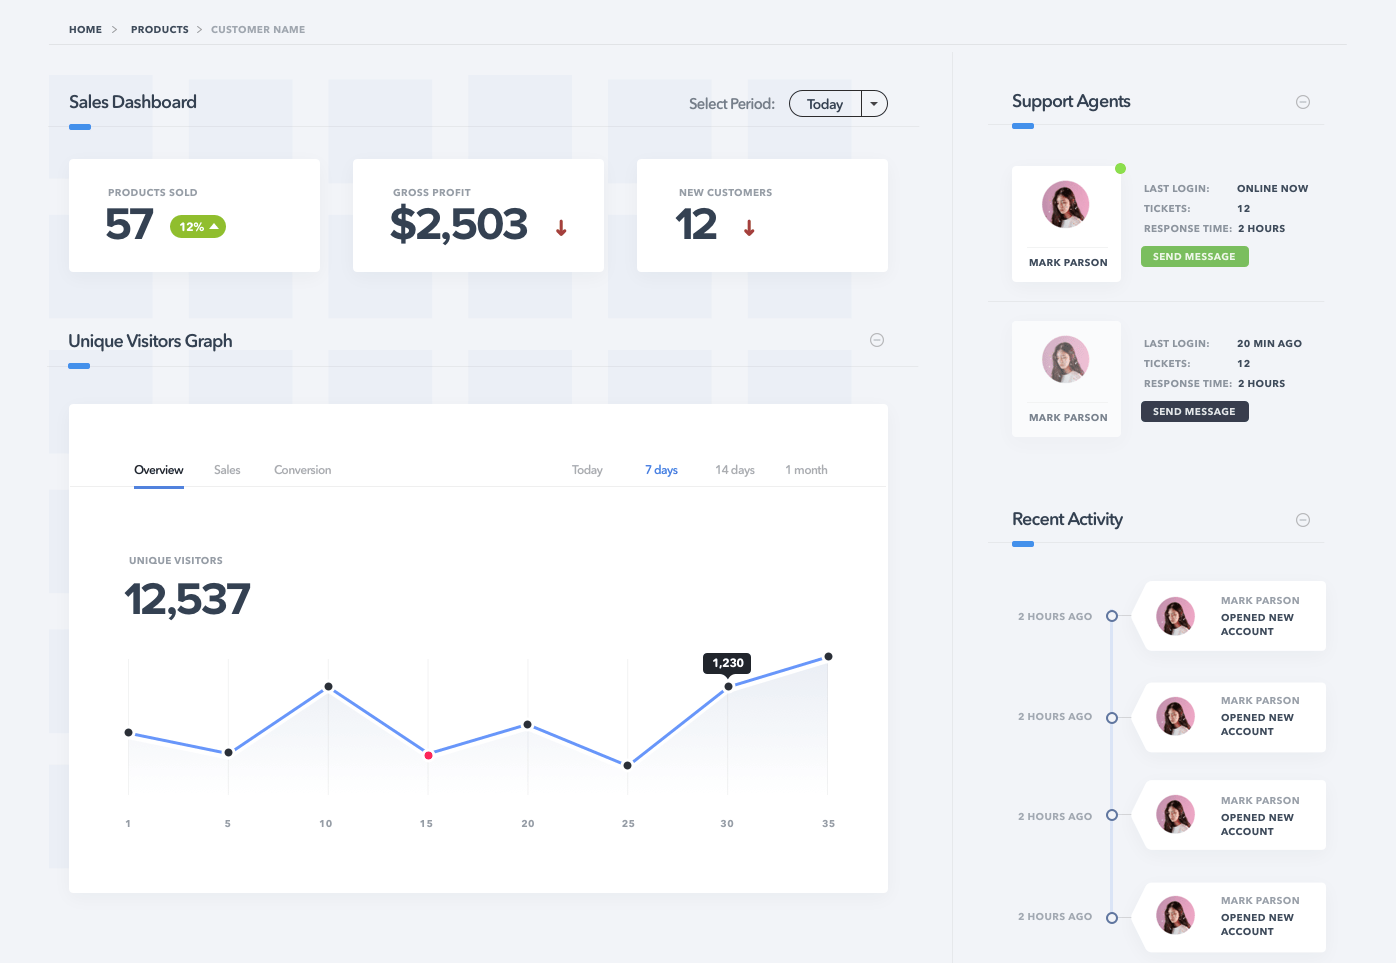 HOME > PRODUCTS > CUSTOMER NAME
Sales Dashboard
Select Period: Today
PRODUCTS SOLD
57 12%
GROSS PROFIT
$2,503
NEW CUSTOMERS
12
Unique Visitors Graph
Overview Sales Conversion Today 7 days 14 days 1 month
UNIQUE VISITORS
12,537
1,230
1 5 10 15 20 25 30 35
Support Agents
MARK PARSON
LAST LOGIN: ONLINE NOW
TICKETS: 12
RESPONSE TIME: 2 HOURS
SEND MESSAGE
MARK PARSON
LAST LOGIN: 20 MIN AGO
TICKETS: 12
RESPONSE TIME: 2 HOURS
SEND MESSAGE
Recent Activity
2 HOURS AGO
MARK PARSON
OPENED NEW
ACCOUNT
2 HOURS AGO
MARK PARSON
OPENED NEW
ACCOUNT
2 HOURS AGO
MARK PARSON
OPENED NEW
ACCOUNT
2 HOURS AGO
MARK PARSON
OPENED NEW
ACCOUNT